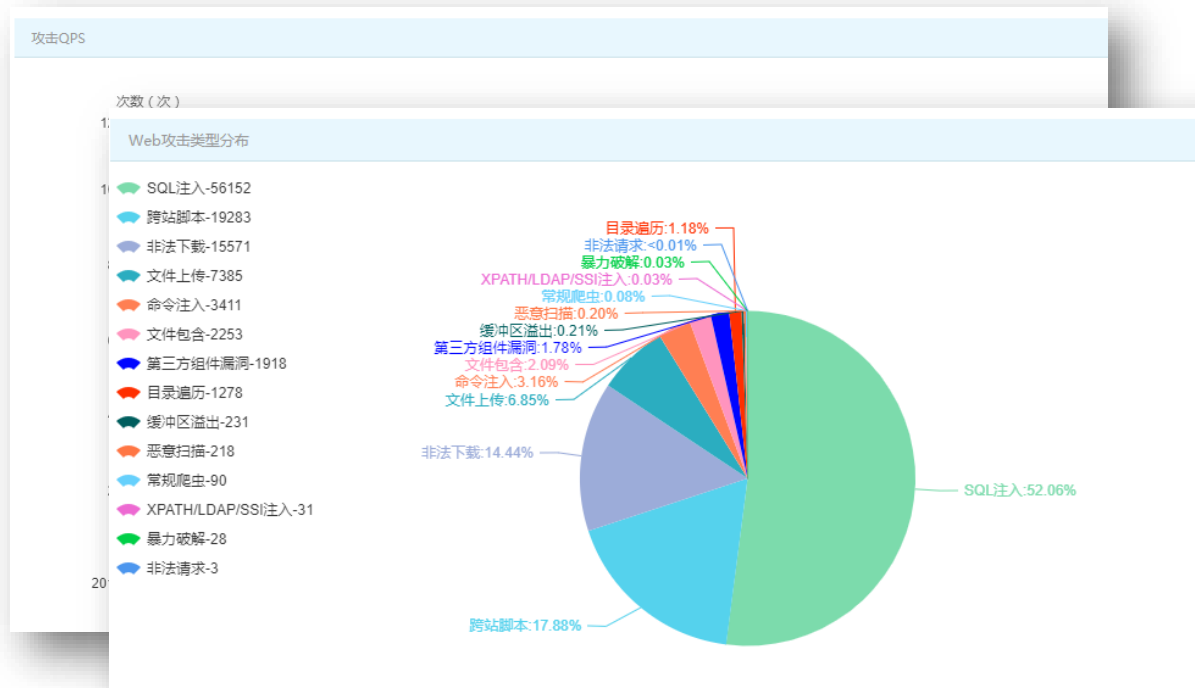 攻击QPS
次数（次）
Web攻击类型分布
SQL注入-56152
跨站脚本-19283
非法下载-15571
文件上传-7385
命令注入-3411
文件包含-2253
第三方组件漏洞-1918
目录遍历-1278
缓冲区溢出-231
恶意扫描-218
常规爬虫-90
XPATH/LDAP/SSI注入-31
暴力破解-28
非法请求-3
目录遍历:1.18%
非法请求:<0.01%
暴力破解:0.03%
XPATH/LDAP/SSI注入:0.03%
常规爬虫:0.08%
恶意扫描:0.20%
缓冲区溢出:0.21%
第三方组件漏洞:1.78%
文件包含:2.09%
命令注入:3.16%
文件上传:6.85%
非法下载:14.44%
SQL注入:52.06%
跨站脚本:17.88%